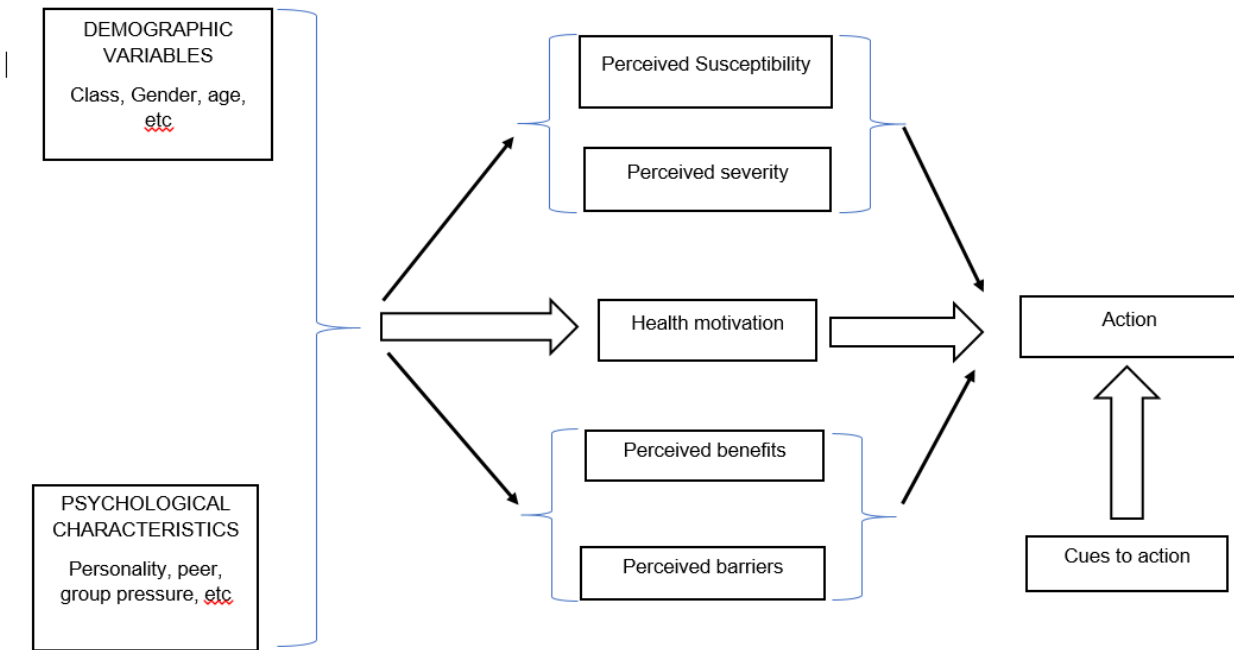 DEMOGRAPHIC
VARIABLES
Class, Gender, age,
etc
Perceived Susceptibility
Perceived severity
Health motivation
Action
Perceived benefits
PSYCHOLOGICAL
CHARACTERISTICS
Personality, peer,
group pressure, etc
Perceived barriers
Cues to action